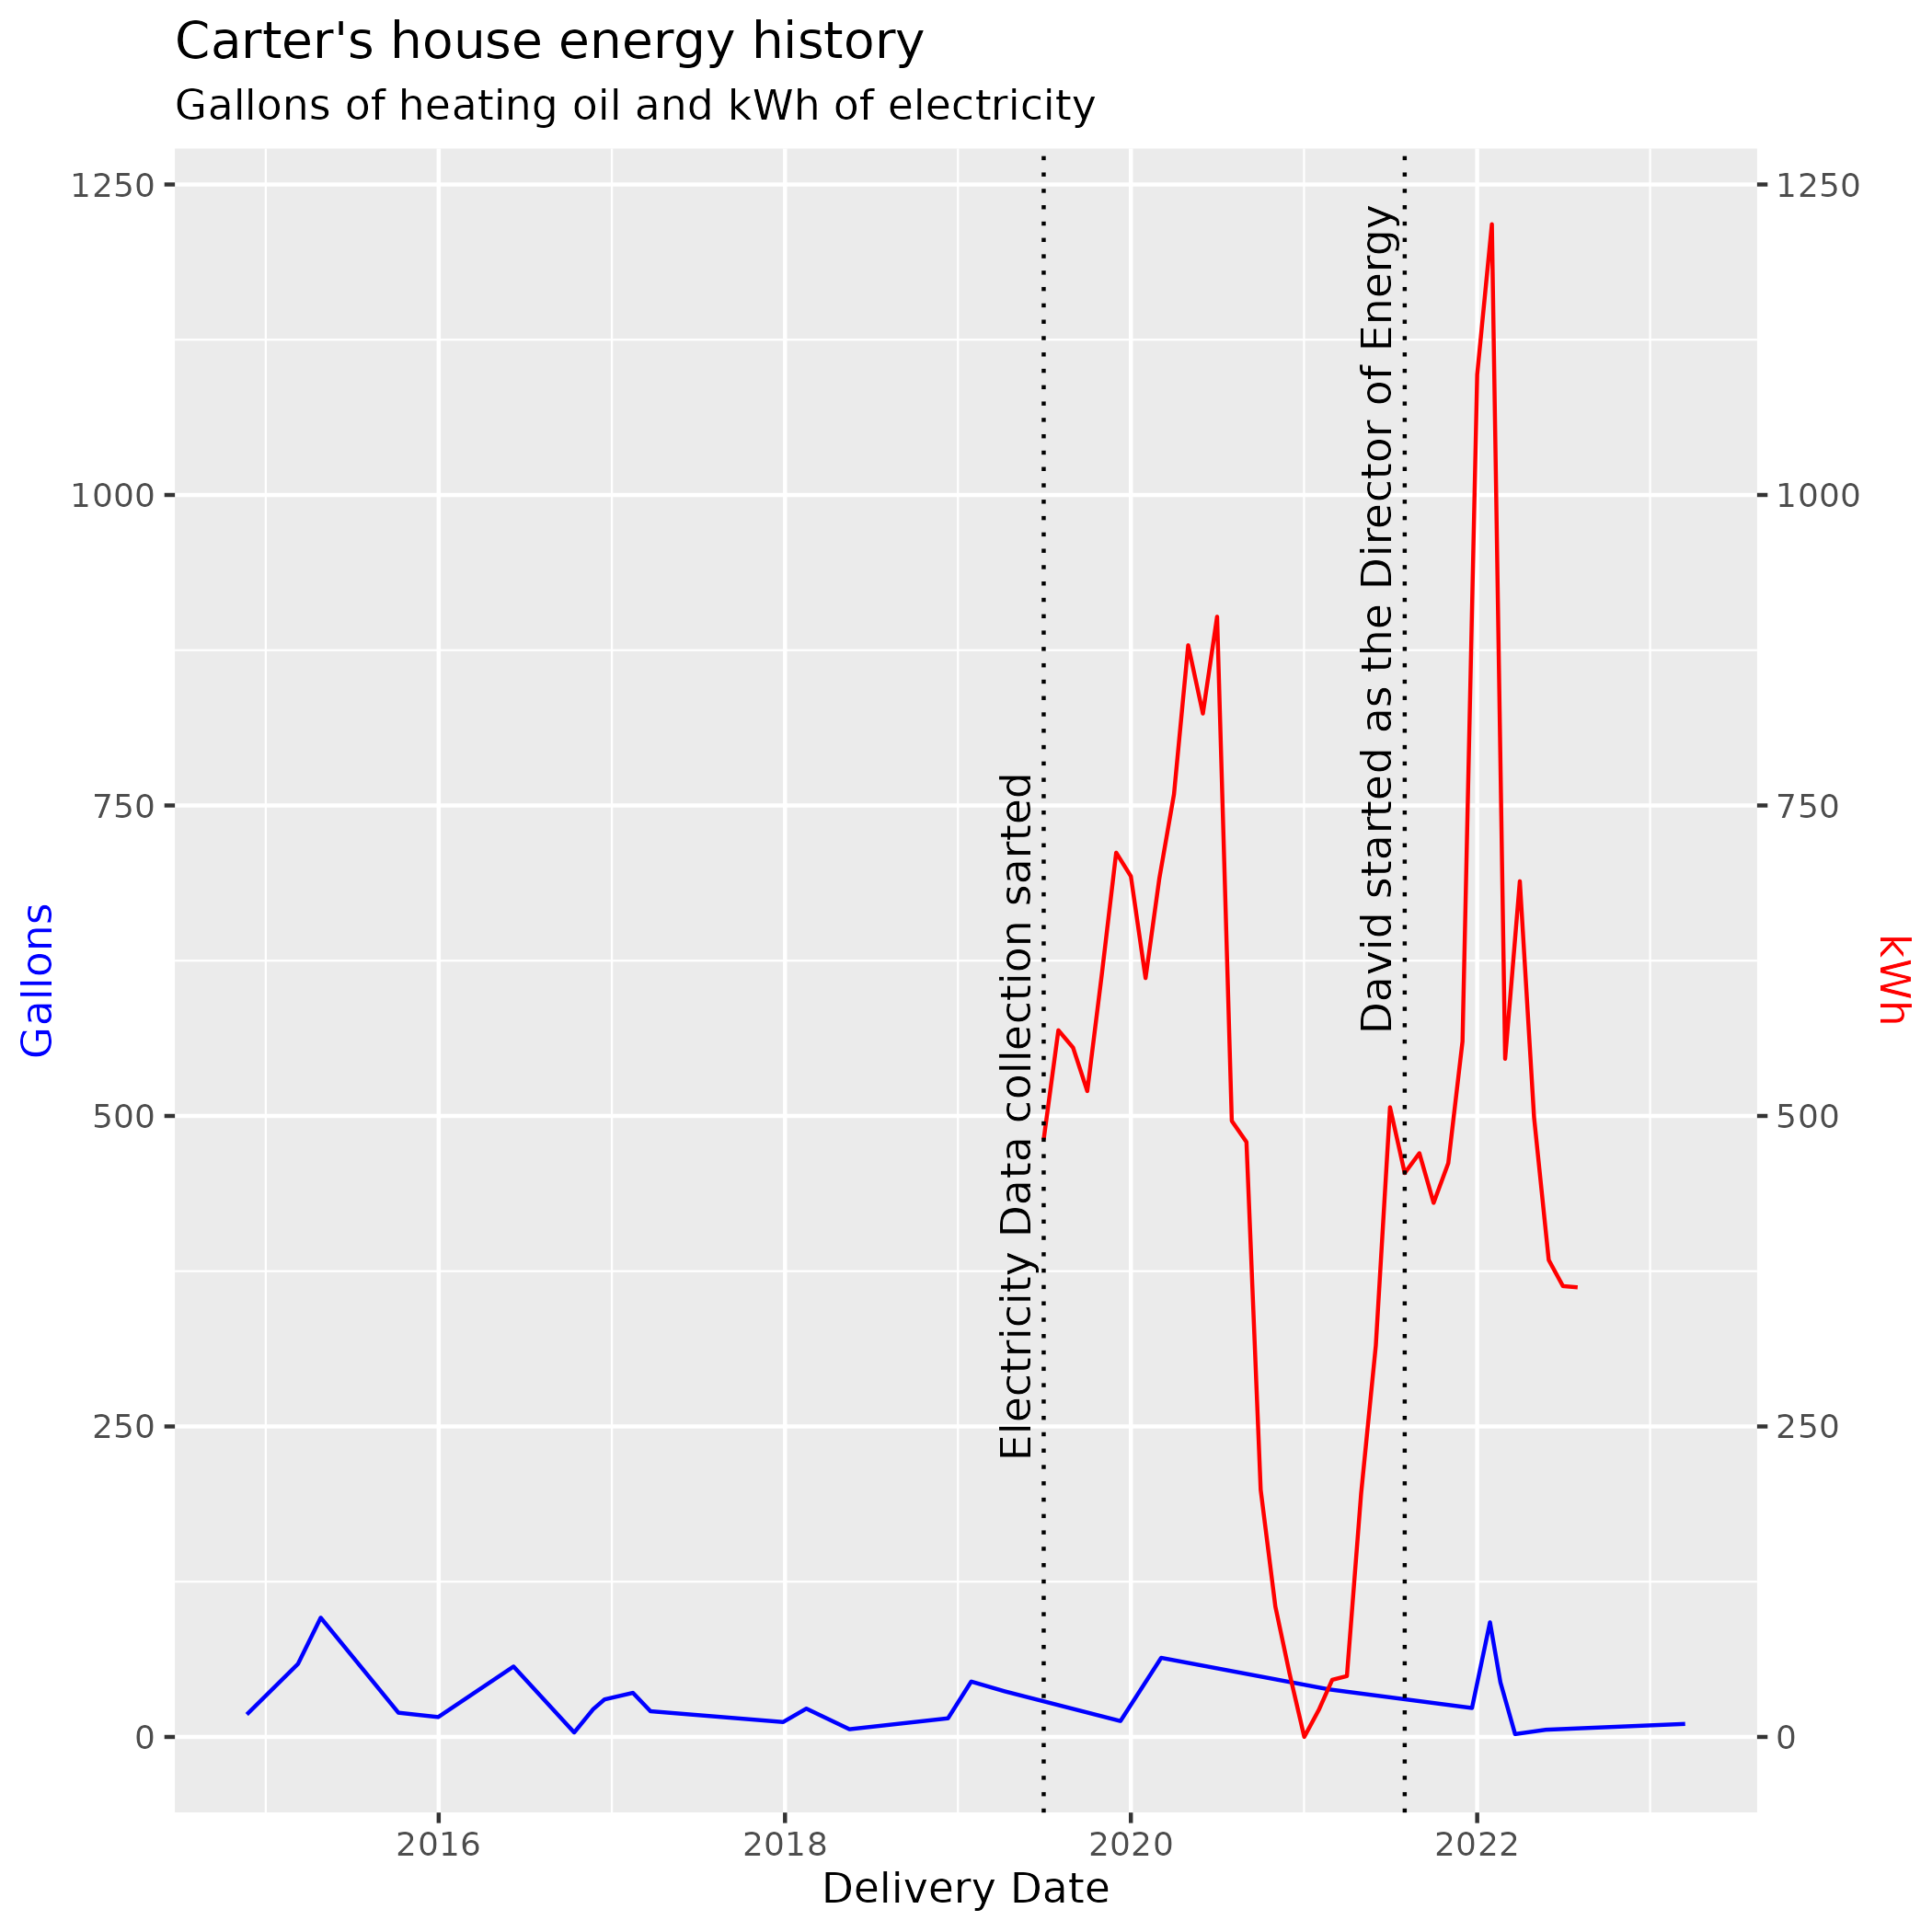 Carter's house energy history
Gallons of heating oil and kWh of electricity
1250
1000
750
500
250
0
Gallons
Electricity Data collection sarted
David started as the Director of Energy
1250
1000
750
500
250
0
kWh
2016
2018
2020
2022
Delivery Date